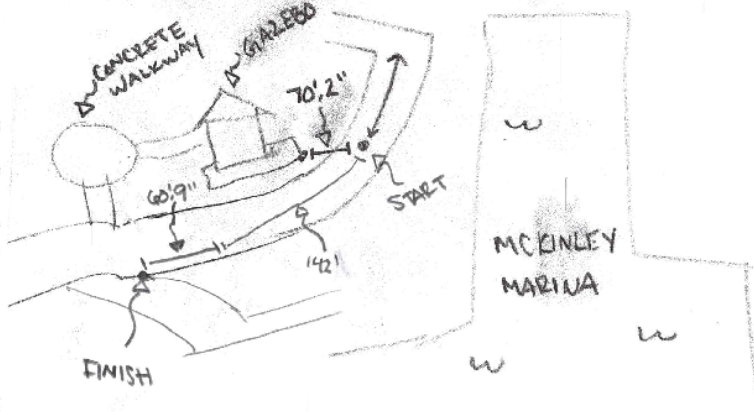 CONCRETE
WALKWAY
GAZEBO
70',2"
START
60'.9"
'42'
MCKINLEY
MARINA
FINISH